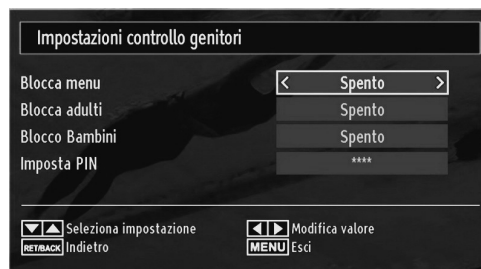 Impostazioni controllo genitori
Blocca menu < Spento >
Blocca adulti Spento
Blocco Bambini Spento
Imposta PIN ****
Seleziona impostazione Modifica valore
RET/BACK Indietro MENU Esci